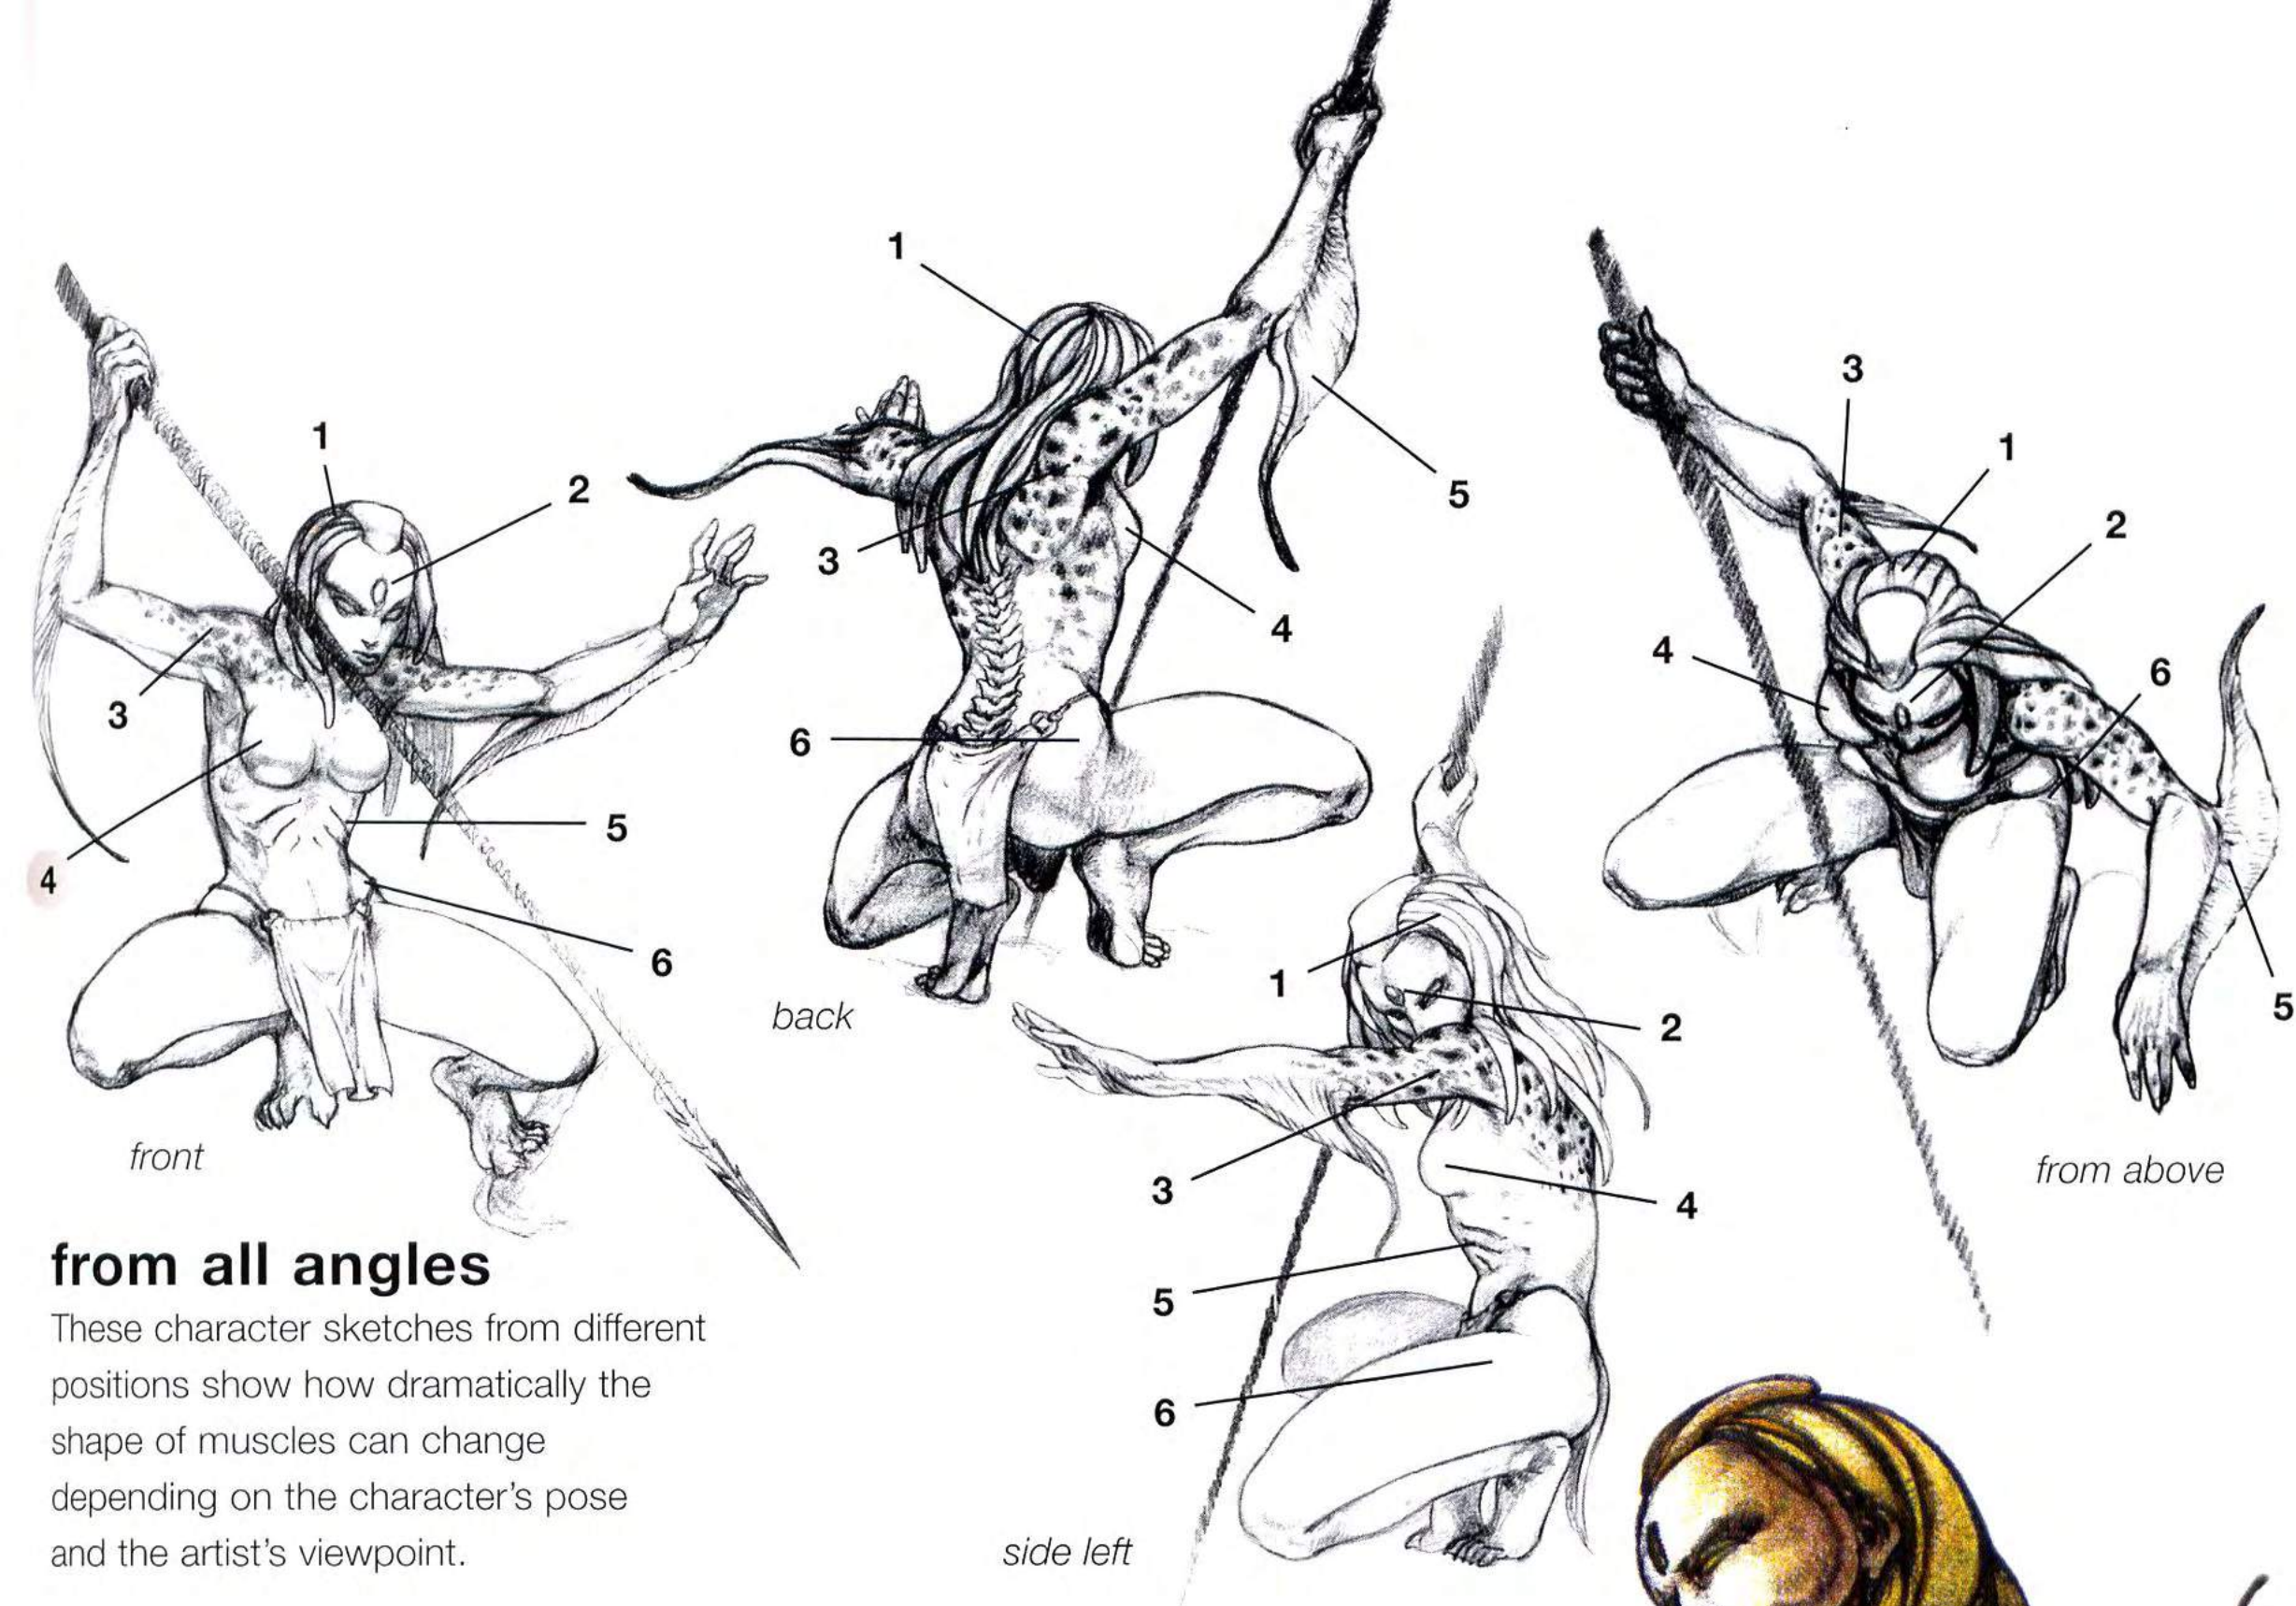 1
2
3
4
5
6
front
1
3
4
5
6
back
1
2
3
4
5
6
side left
3
1
2
4
6
5
from above
from all angles
These character sketches from different
positions show how dramatically the
shape of muscles can change
depending on the character's pose
and the artist's viewpoint.